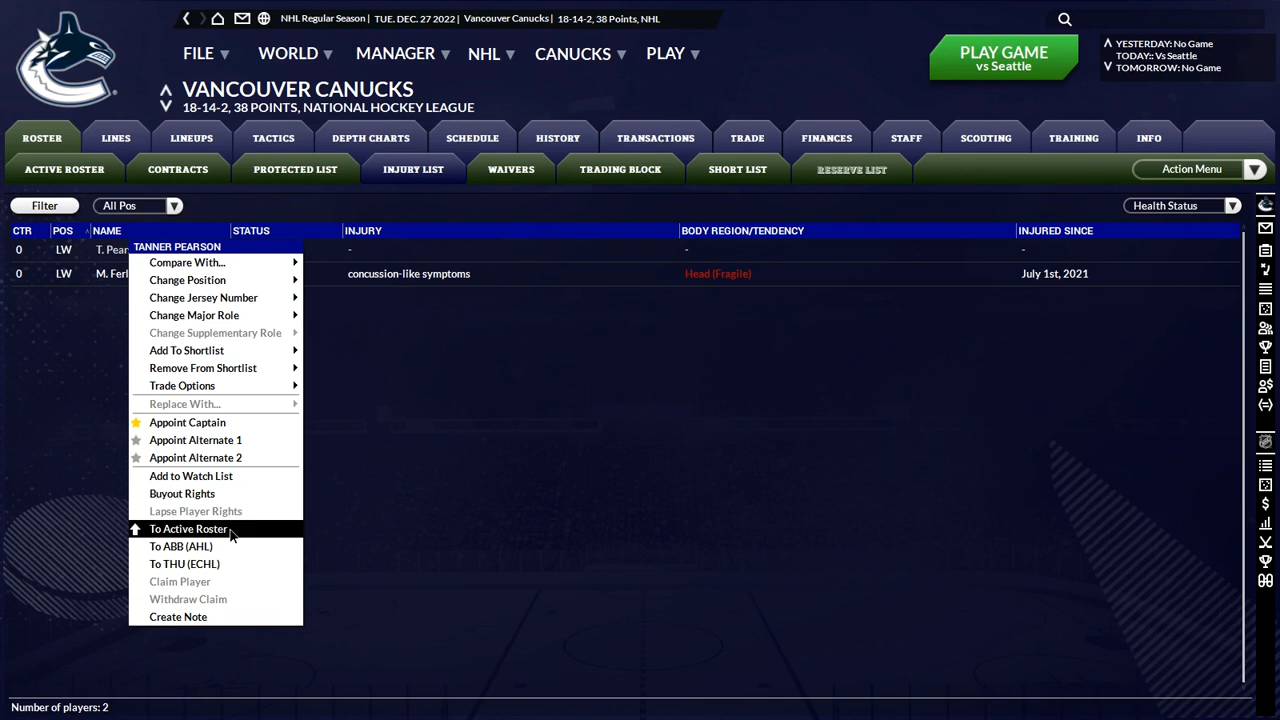 NHL Regular Season | TUE. DEC. 27 2022 | Vancouver Canucks | 18-14-2, 38 Points, NHL
FILE WORLD MANAGER NHL CANUCKS PLAY
PLAY GAME
vs Seattle
YESTERDAY: No Game
TODAY:: Vs Seattle
TOMORROW: No Game
VANCOUVER CANUCKS
18-14-2, 38 POINTS, NATIONAL HOCKEY LEAGUE
ROSTER LINES LINEUPS TACTICS DEPTH CHARTS SCHEDULE HISTORY TRANSACTIONS TRADE FINANCES STAFF SCOUTING TRAINING INFO
ACTIVE ROSTER CONTRACTS PROTECTED LIST INJURY LIST WAIVERS TRADING BLOCK SHORT LIST RESERVE LIST Action Menu
Filter All Pos Health Status
CTR POS NAME STATUS INJURY BODY REGION/TENDENCY INJURED SINCE
0 LW T. Pear - - -
0 LW M. Ferl concussion-like symptoms Head (Fragile) July 1st, 2021
TANNER PEARSON
Compare With...
Change Position
Change Jersey Number
Change Major Role
Change Supplementary Role
Add To Shortlist
Remove From Shortlist
Trade Options
Replace With...
Appoint Captain
Appoint Alternate 1
Appoint Alternate 2
Add to Watch List
Buyout Rights
Lapse Player Rights
To Active Roster
To ABB (AHL)
To THU (ECHL)
Claim Player
Withdraw Claim
Create Note
Number of players: 2